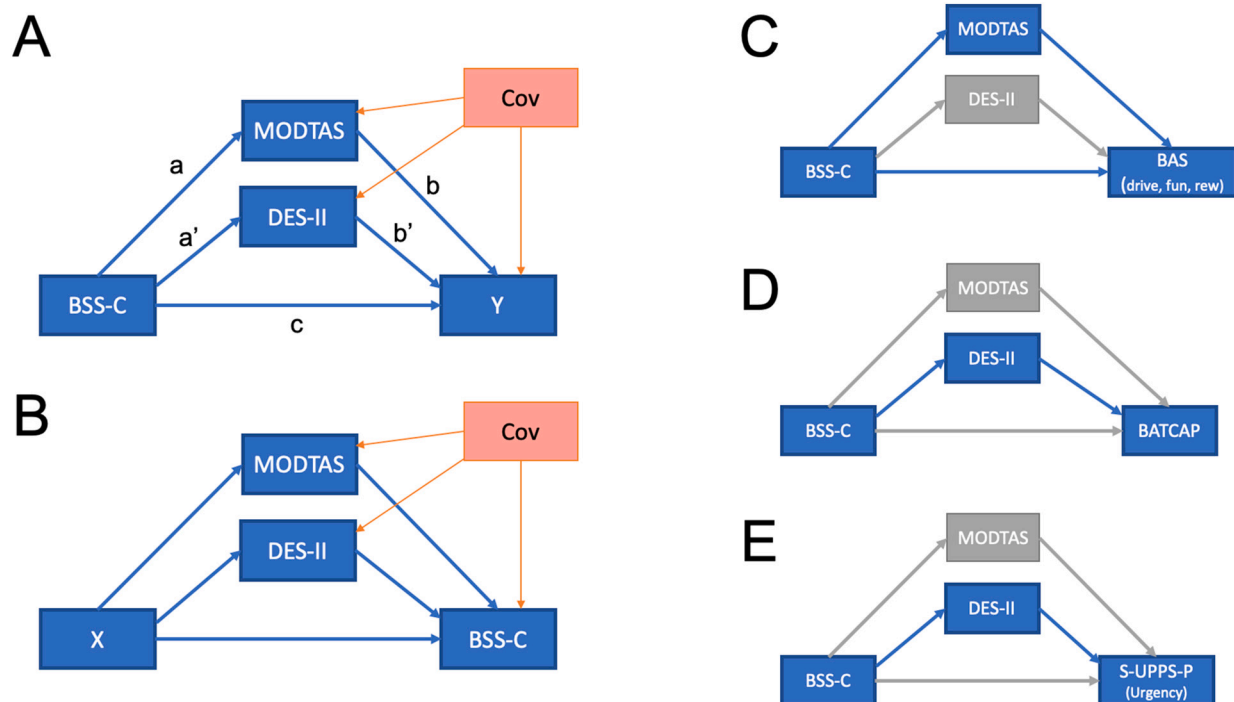 A
Cov
MODTAS
a
b
DES-II
a'
b'
BSS-C
Y
c
B
Cov
MODTAS
DES-II
X
BSS-C
C
MODTAS
DES-II
BSS-C
BAS
(drive, fun, rew)
D
MODTAS
DES-II
BSS-C
BATCAP
E
MODTAS
DES-II
BSS-C
S-UPPS-P
(Urgency)